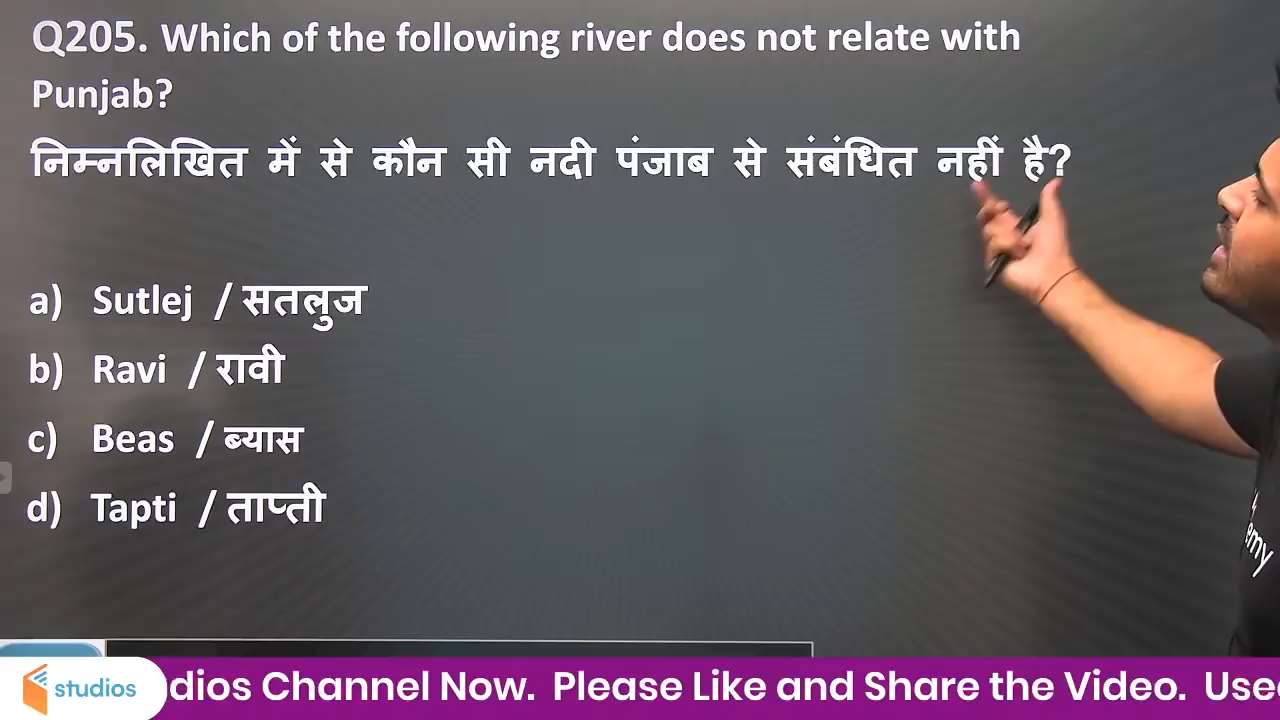 Q205. Which of the following river does not relate with
Punjab?
निम्नलिखित में से कौन सी नदी पंजाब से संबंधित नहीं है?
a) Sutlej / सतलुज
b) Ravi / रावी
c) Beas / ब्यास
d) Tapti / ताप्ती
emy
studios
dios Channel Now. Please Like and Share the Video. Use